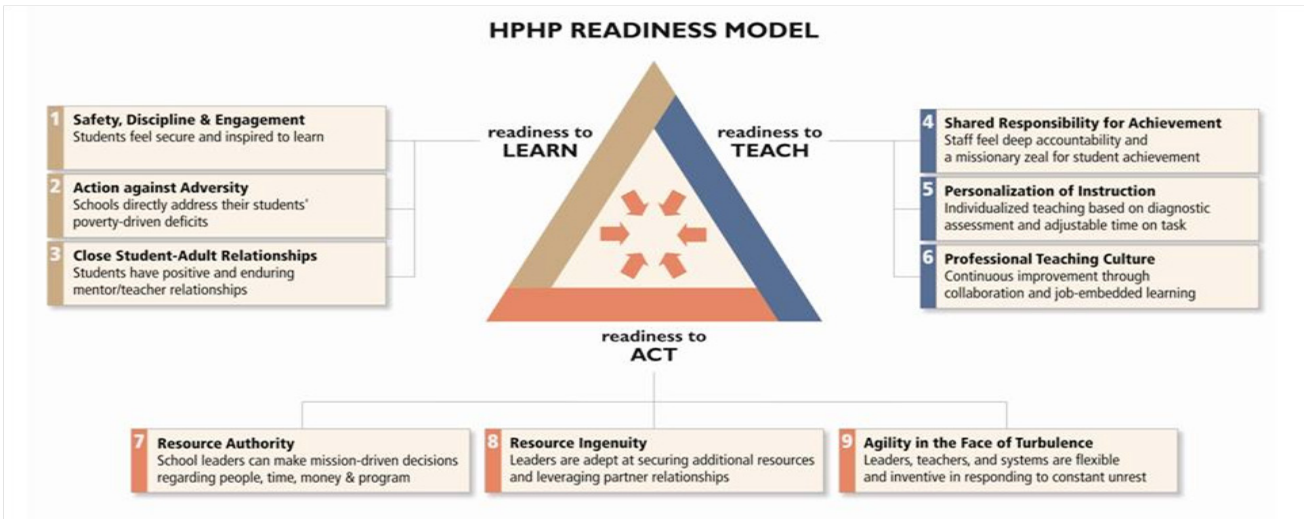 HPHP READINESS MODEL
readiness to
LEARN
1
Safety, Discipline & Engagement
Students feel secure and inspired to learn
2
Action against Adversity
Schools directly address their students'
poverty-driven deficits
3
Close Student-Adult Relationships
Students have positive and enduring
mentor/teacher relationships
readiness to
TEACH
4
Shared Responsibility for Achievement
Staff feel deep accountability and
a missionary zeal for student achievement
5
Personalization of Instruction
Individualized teaching based on diagnostic
assessment and adjustable time on task
6
Professional Teaching Culture
Continuous improvement through
collaboration and job-embedded learning
readiness to
ACT
7
Resource Authority
School leaders can make mission-driven decisions
regarding people, time, money & program
8
Resource Ingenuity
Leaders are adept at securing additional resources
and leveraging partner relationships
9
Agility in the Face of Turbulence
Leaders, teachers, and systems are flexible
and inventive in responding to constant unrest